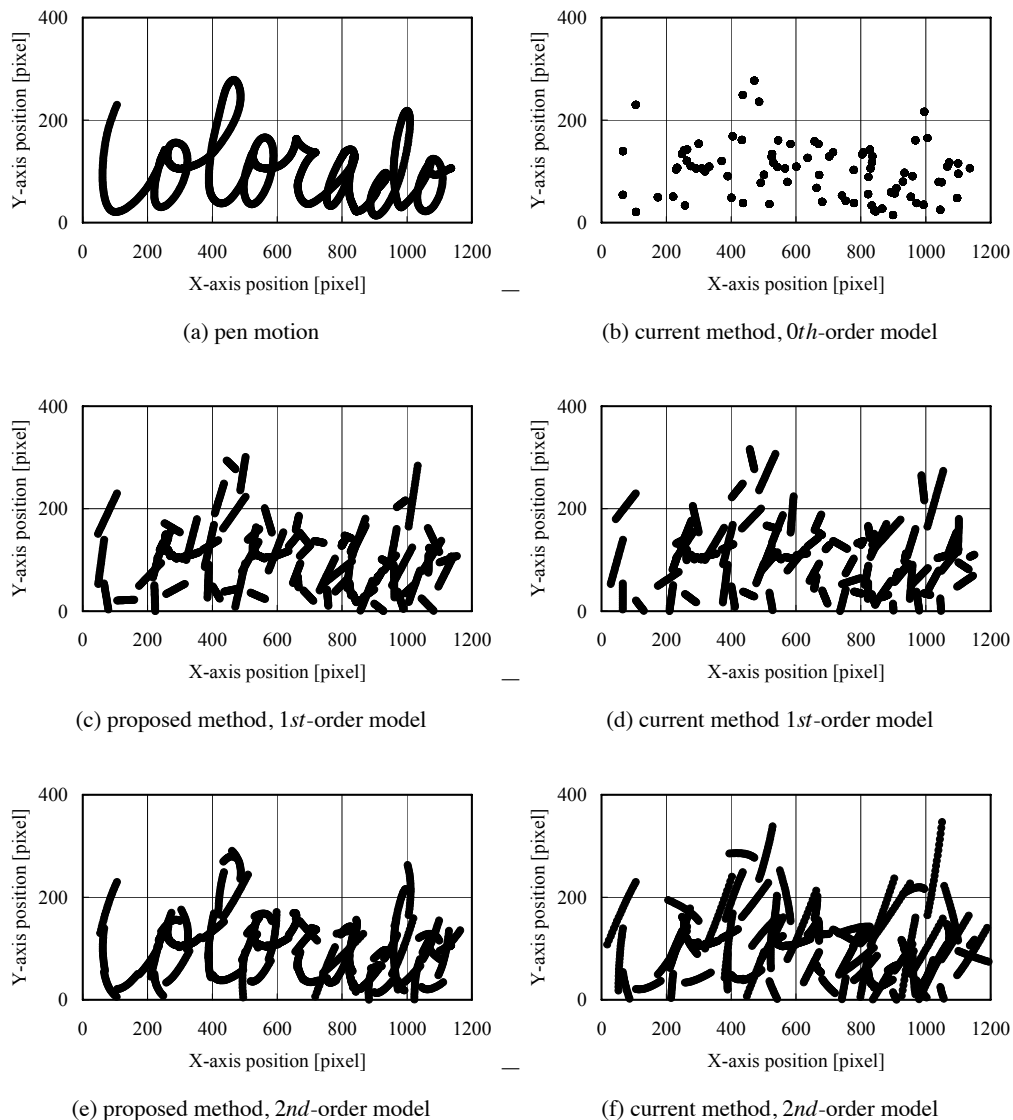 400 400
Y-axis position [pixel] Y-axis position [pixel]
200 200
Colorado
0 0
0 200 400 600 800 1000 1200 0 200 400 600 800 1000 1200
X-axis position [pixel] X-axis position [pixel]
(a) pen motion (b) current method, 0th-order model
400 400
Y-axis position [pixel] Y-axis position [pixel]
200 200
0 0
0 200 400 600 800 1000 1200 0 200 400 600 800 1000 1200
X-axis position [pixel] X-axis position [pixel]
(c) proposed method, 1st-order model (d) current method 1st-order model
400 400
Y-axis position [pixel] Y-axis position [pixel]
200 200
Colorado
0 0
0 200 400 600 800 1000 1200 0 200 400 600 800 1000 1200
X-axis position [pixel] X-axis position [pixel]
(e) proposed method, 2nd-order model (f) current method, 2nd-order model